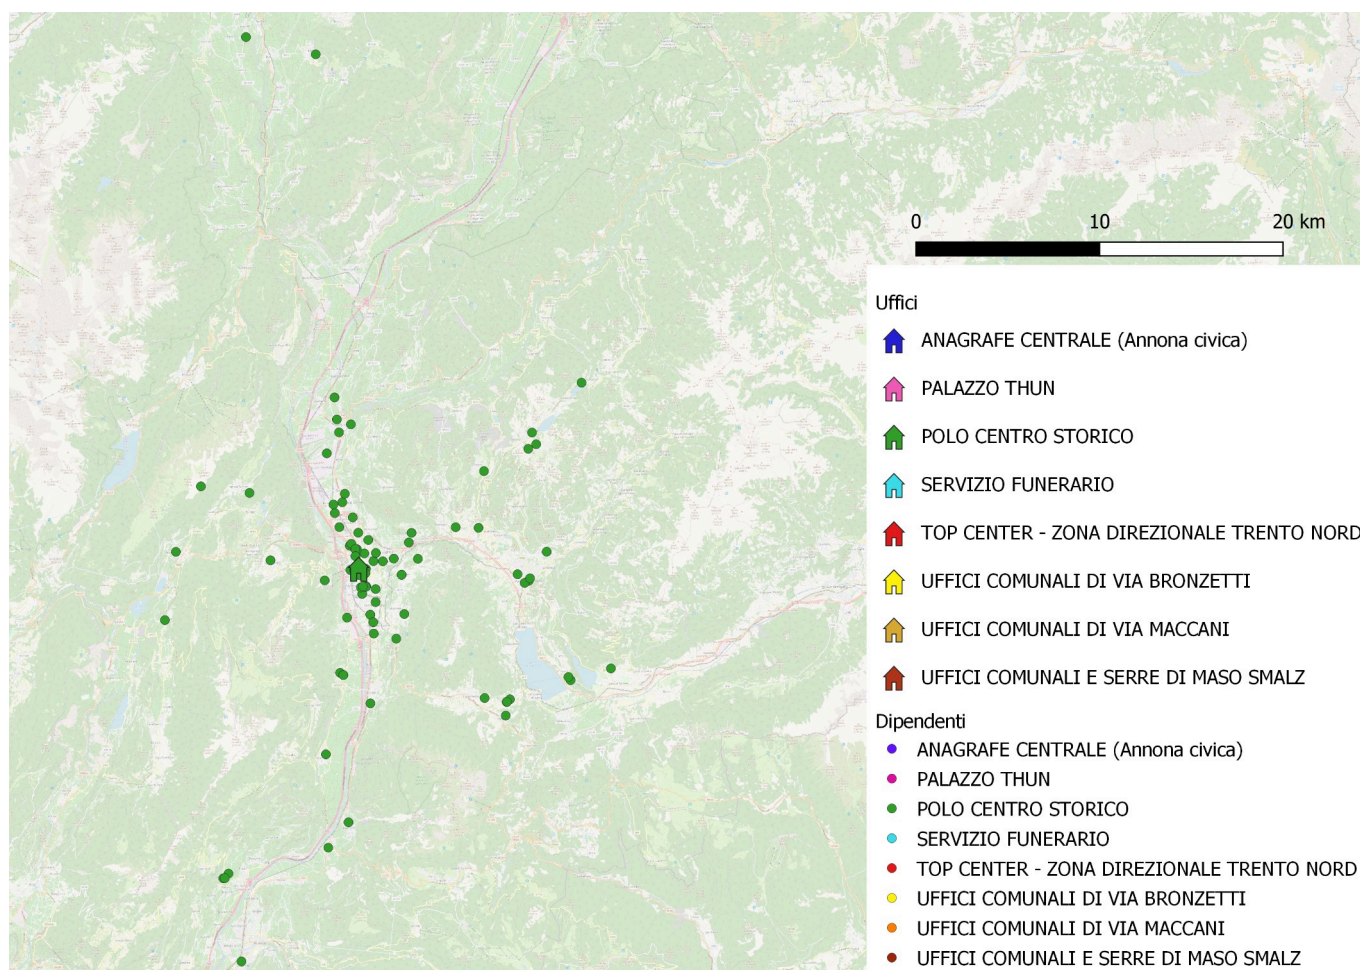 0 10 20 km
Uffici
ANAGRAFE CENTRALE (Annona civica)
PALAZZO THUN
POLO CENTRO STORICO
SERVIZIO FUNERARIO
TOP CENTER - ZONA DIREZIONALE TRENTO NORD
UFFICI COMUNALI DI VIA BRONZETTI
UFFICI COMUNALI DI VIA MACCANI
UFFICI COMUNALI E SERRE DI MASO SMALZ
Dipendenti
ANAGRAFE CENTRALE (Annona civica)
PALAZZO THUN
POLO CENTRO STORICO
SERVIZIO FUNERARIO
TOP CENTER - ZONA DIREZIONALE TRENTO NORD
UFFICI COMUNALI DI VIA BRONZETTI
UFFICI COMUNALI DI VIA MACCANI
UFFICI COMUNALI E SERRE DI MASO SMALZ